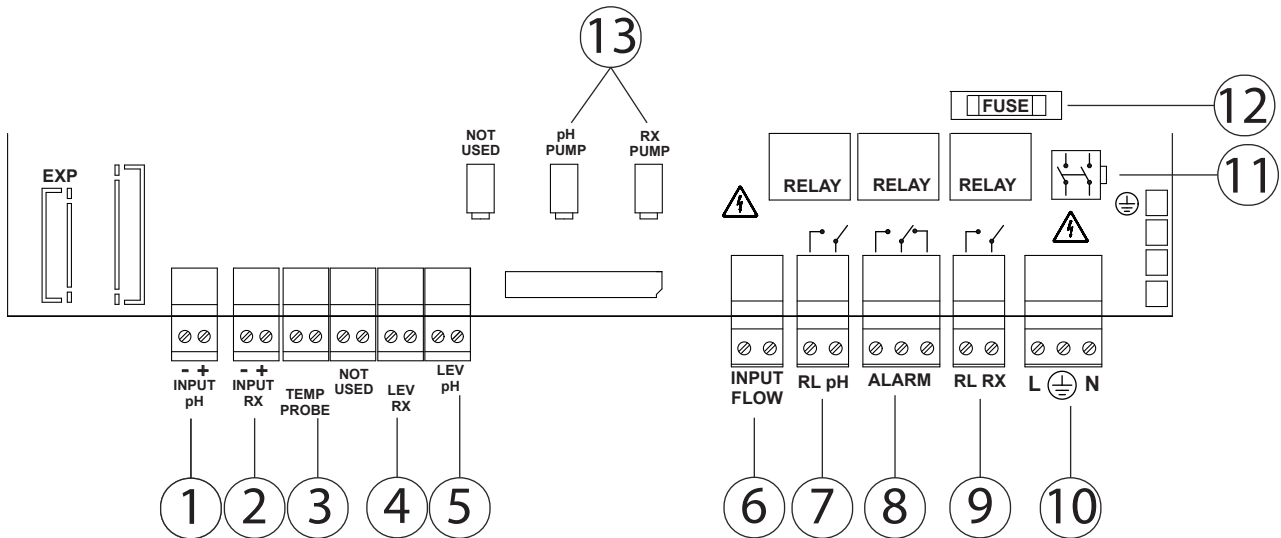 13
FUSE
12
NOT
USED
pH
PUMP
RX
PUMP
EXP
RELAY
RELAY
RELAY
11
- +
INPUT
pH
- +
INPUT
RX
TEMP
PROBE
NOT
USED
LEV
RX
LEV
pH
INPUT
FLOW
RL pH
ALARM
RL RX
L N
1
2
3
4
5
6
7
8
9
10